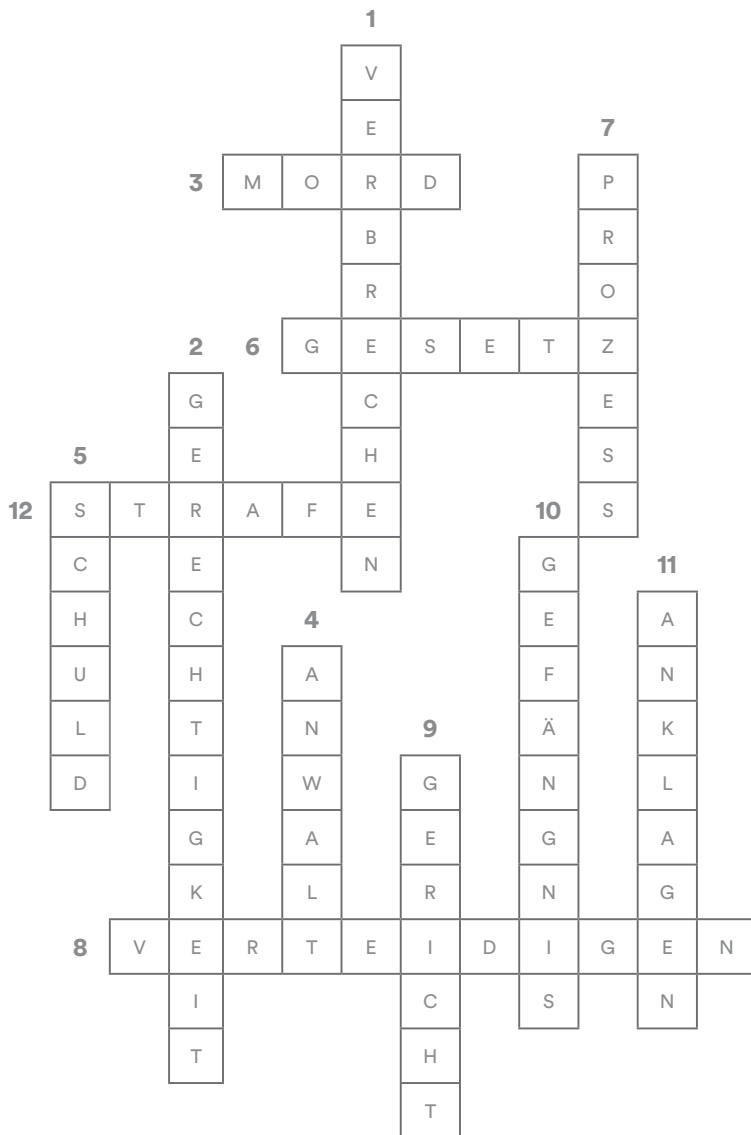 1
V
E
7
3 M O R D P
B R
R O
2 6 G E S E T Z
G C E
5 E H S
12 S T R A F E 10 S
C E N G 11
H C 4 E A
U H A F N
L T N 9 Ä K
D I W G N L
G A E G A
K L R N G
8 V E R T E I D I G E N
I C S N
T H
T